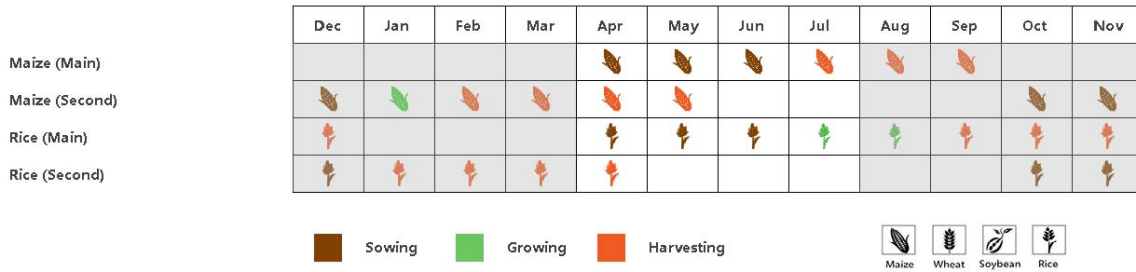 Dec Jan Feb Mar Apr May Jun Jul Aug Sep Oct Nov
Maize (Main)
Maize (Second)
Rice (Main)
Rice (Second)
Sowing Growing Harvesting
Maize Wheat Soybean Rice